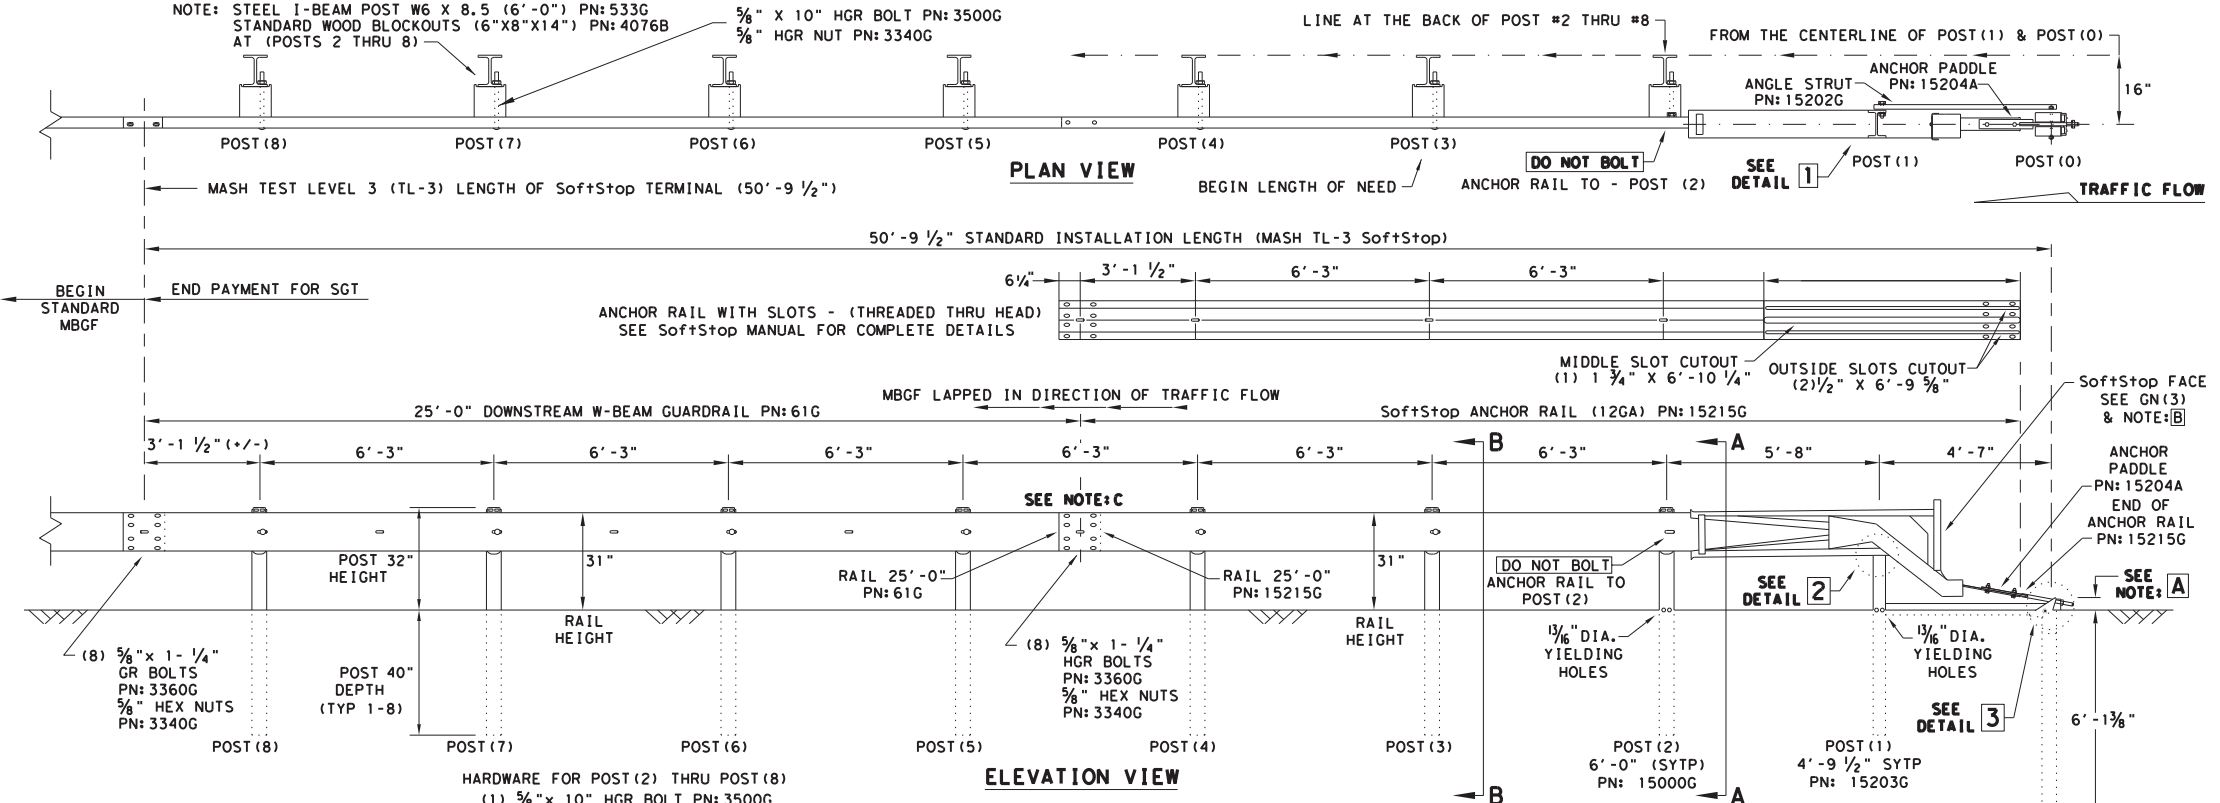 NOTE: STEEL I-BEAM POST W6 X 8.5 (6'-0") PN:533G
STANDARD WOOD BLOCKOUTS (6"X8"X14") PN:4076B
AT (POSTS 2 THRU 8)
5/8" X 10" HGR BOLT PN:3500G
5/8" HGR NUT PN:3340G
LINE AT THE BACK OF POST #2 THRU #8
FROM THE CENTERLINE OF POST(1) & POST(0)
ANGLE STRUT
PN:15202G
ANCHOR PADDLE
PN:15204A
16"
POST(8)
POST(7)
POST(6)
POST(5)
POST(4)
POST(3)
POST(1)
POST(0)
PLAN VIEW
DO NOT BOLT
ANCHOR RAIL TO - POST (2)
SEE
DETAIL 1
BEGIN LENGTH OF NEED
TRAFFIC FLOW
MASH TEST LEVEL 3 (TL-3) LENGTH OF SoftStop TERMINAL (50'-9 1/2")
50'-9 1/2" STANDARD INSTALLATION LENGTH (MASH TL-3 SoftStop)
6 1/4"
3'-1 1/2"
6'-3"
6'-3"
BEGIN
STANDARD
MBGF
END PAYMENT FOR SGT
ANCHOR RAIL WITH SLOTS - (THREADED THRU HEAD)
SEE SoftStop MANUAL FOR COMPLETE DETAILS
MIDDLE SLOT CUTOUT
(1) 1 3/4" X 6'-10 1/4"
OUTSIDE SLOTS CUTOUT
(2) 1/2" X 6'-9 5/8"
SoftStop FACE
SEE GN(3)
& NOTE: B
MBGF LAPPED IN DIRECTION OF TRAFFIC FLOW
25'-0" DOWNSTREAM W-BEAM GUARDRAIL PN:61G
SoftStop ANCHOR RAIL (12GA) PN:15215G
3'-1 1/2"(+/-)
6'-3"
6'-3"
6'-3"
6'-3"
6'-3"
6'-3"
5'-8"
4'-7"
B
A
ANCHOR
PADDLE
PN:15204A
END OF
ANCHOR RAIL
PN:15215G
SEE NOTE:C
POST 32"
HEIGHT
31"
RAIL
HEIGHT
RAIL 25'-0"
PN:61G
RAIL 25'-0"
PN:15215G
31"
RAIL
HEIGHT
DO NOT BOLT
ANCHOR RAIL TO
POST(2)
SEE
DETAIL 2
SEE
NOTE: A
(8) 5/8"x 1- 1/4"
GR BOLTS
PN:3360G
5/8" HEX NUTS
PN:3340G
POST 40"
DEPTH
(TYP 1-8)
(8) 5/8"x 1- 1/4"
HGR BOLTS
PN:3360G
5/8" HEX NUTS
PN:3340G
13/16" DIA.
YIELDING
HOLES
13/16" DIA.
YIELDING
HOLES
SEE
DETAIL 3
6'-1 3/8"
POST(8)
POST(7)
POST(6)
POST(5)
POST(4)
POST(3)
POST(2)
6'-0" (SYTP)
PN: 15000G
POST(1)
4'-9 1/2" SYTP
PN: 15203G
ELEVATION VIEW
HARDWARE FOR POST(2) THRU POST(8)
(1) 5/8"x 10" HGR BOLT PN:3500G
B
A